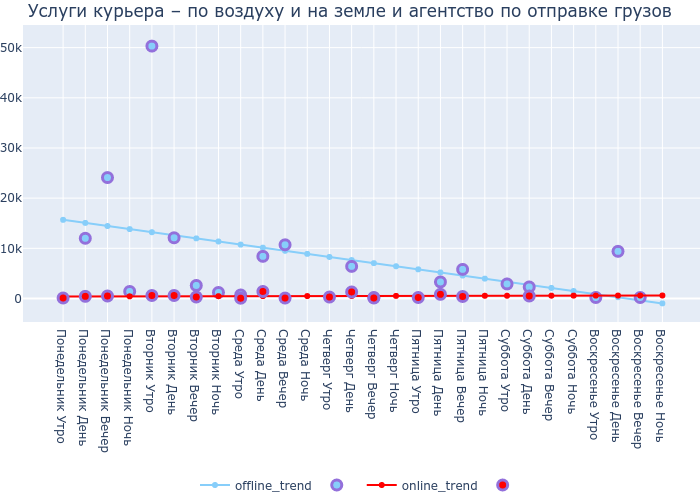 Услуги курьера – по воздуху и на земле и агентство по отправке грузов
50k
40k
30k
20k
10k
0
Понедельник Утро
Понедельник День
Понедельник Вечер
Понедельник Ночь
Вторник Утро
Вторник День
Вторник Вечер
Вторник Ночь
Среда Утро
Среда День
Среда Вечер
Среда Ночь
Четверг Утро
Четверг День
Четверг Вечер
Четверг Ночь
Пятница Утро
Пятница День
Пятница Вечер
Пятница Ночь
Суббота Утро
Суббота День
Суббота Вечер
Суббота Ночь
Воскресенье Утро
Воскресенье День
Воскресенье Вечер
Воскресенье Ночь
offline_trend
online_trend